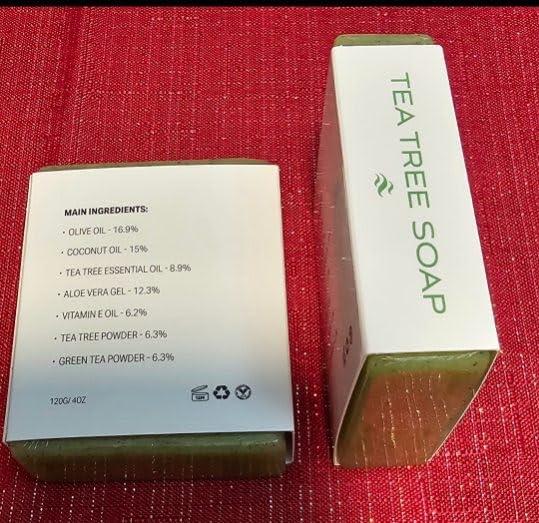 MAIN INGREDIENTS:
• OLIVE OIL - 16.9%
• COCONUT OIL - 15%
• TEA TREE ESSENTIAL OIL - 8.9%
• ALOE VERA GEL - 12.3%
• VITAMIN E OIL - 6.2%
• TEA TREE POWDER - 6.3%
• GREEN TEA POWDER - 6.3%
120G/ 4OZ
TEA TREE SOAP